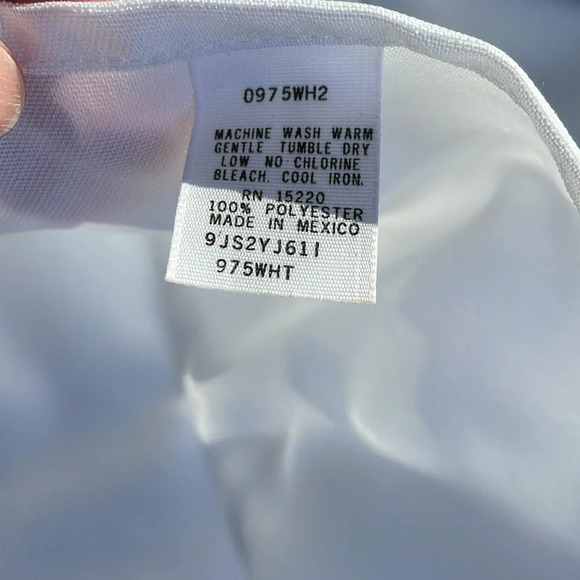 0975WH2
MACHINE WASH WARM
GENTLE TUMBLE DRY
LOW NO CHLORINE
BLEACH. COOL IRON.
RN 15220
100% POLYESTER
MADE IN MEXICO
9JS2YJ61I
975WHT